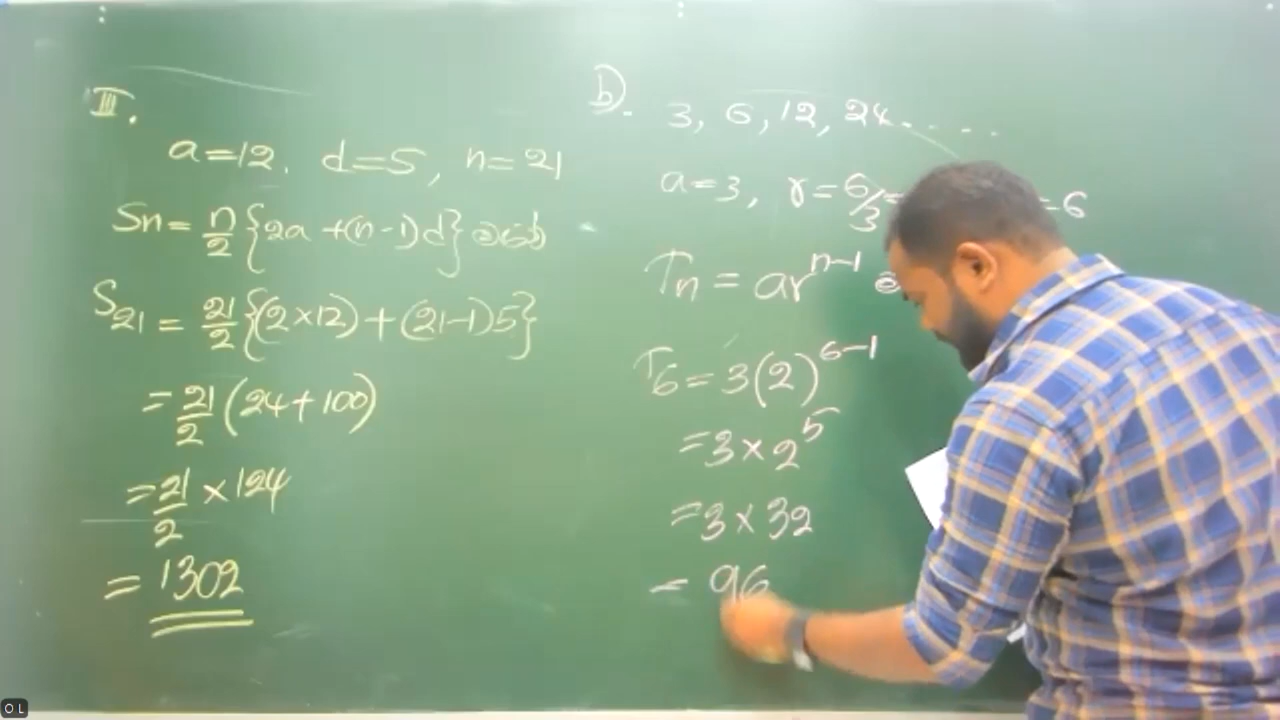 III.
a=12. d=5, n=21
Sn = n/2 {2a +(n-1)d}
S21 = 21/2 {(2×12)+(21-1)5}
= 21/2 (24+100)
= 21/2 × 124
= 1302
b). 3, 6, 12, 24.....
a=3, r=6/3= =6
Tn = ar^n-1
T6=3(2)^6-1
=3×2^5
=3×32
= 96
O L